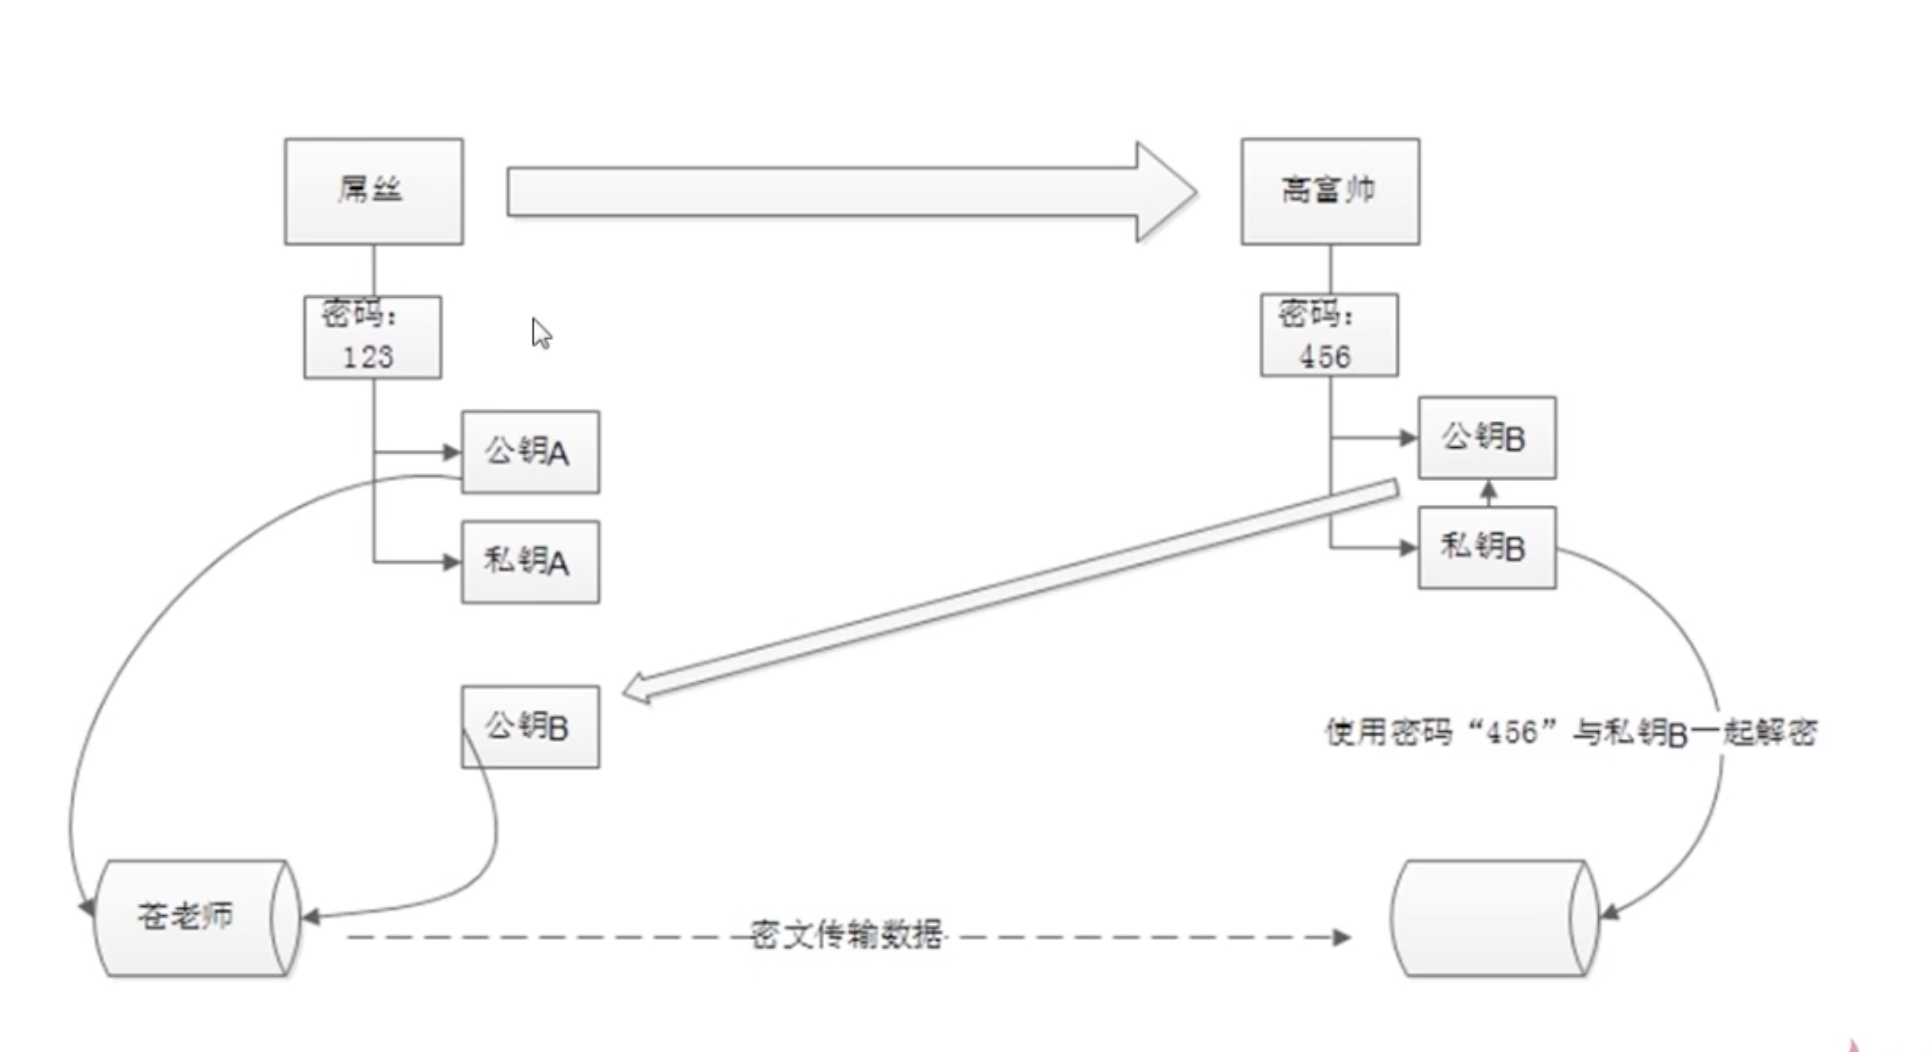 屌丝
高富帅
密码：
123
密码：
456
公钥A
公钥B
私钥A
私钥B
公钥B
使用密码“456”与私钥B一起解密
苍老师
密文传输数据